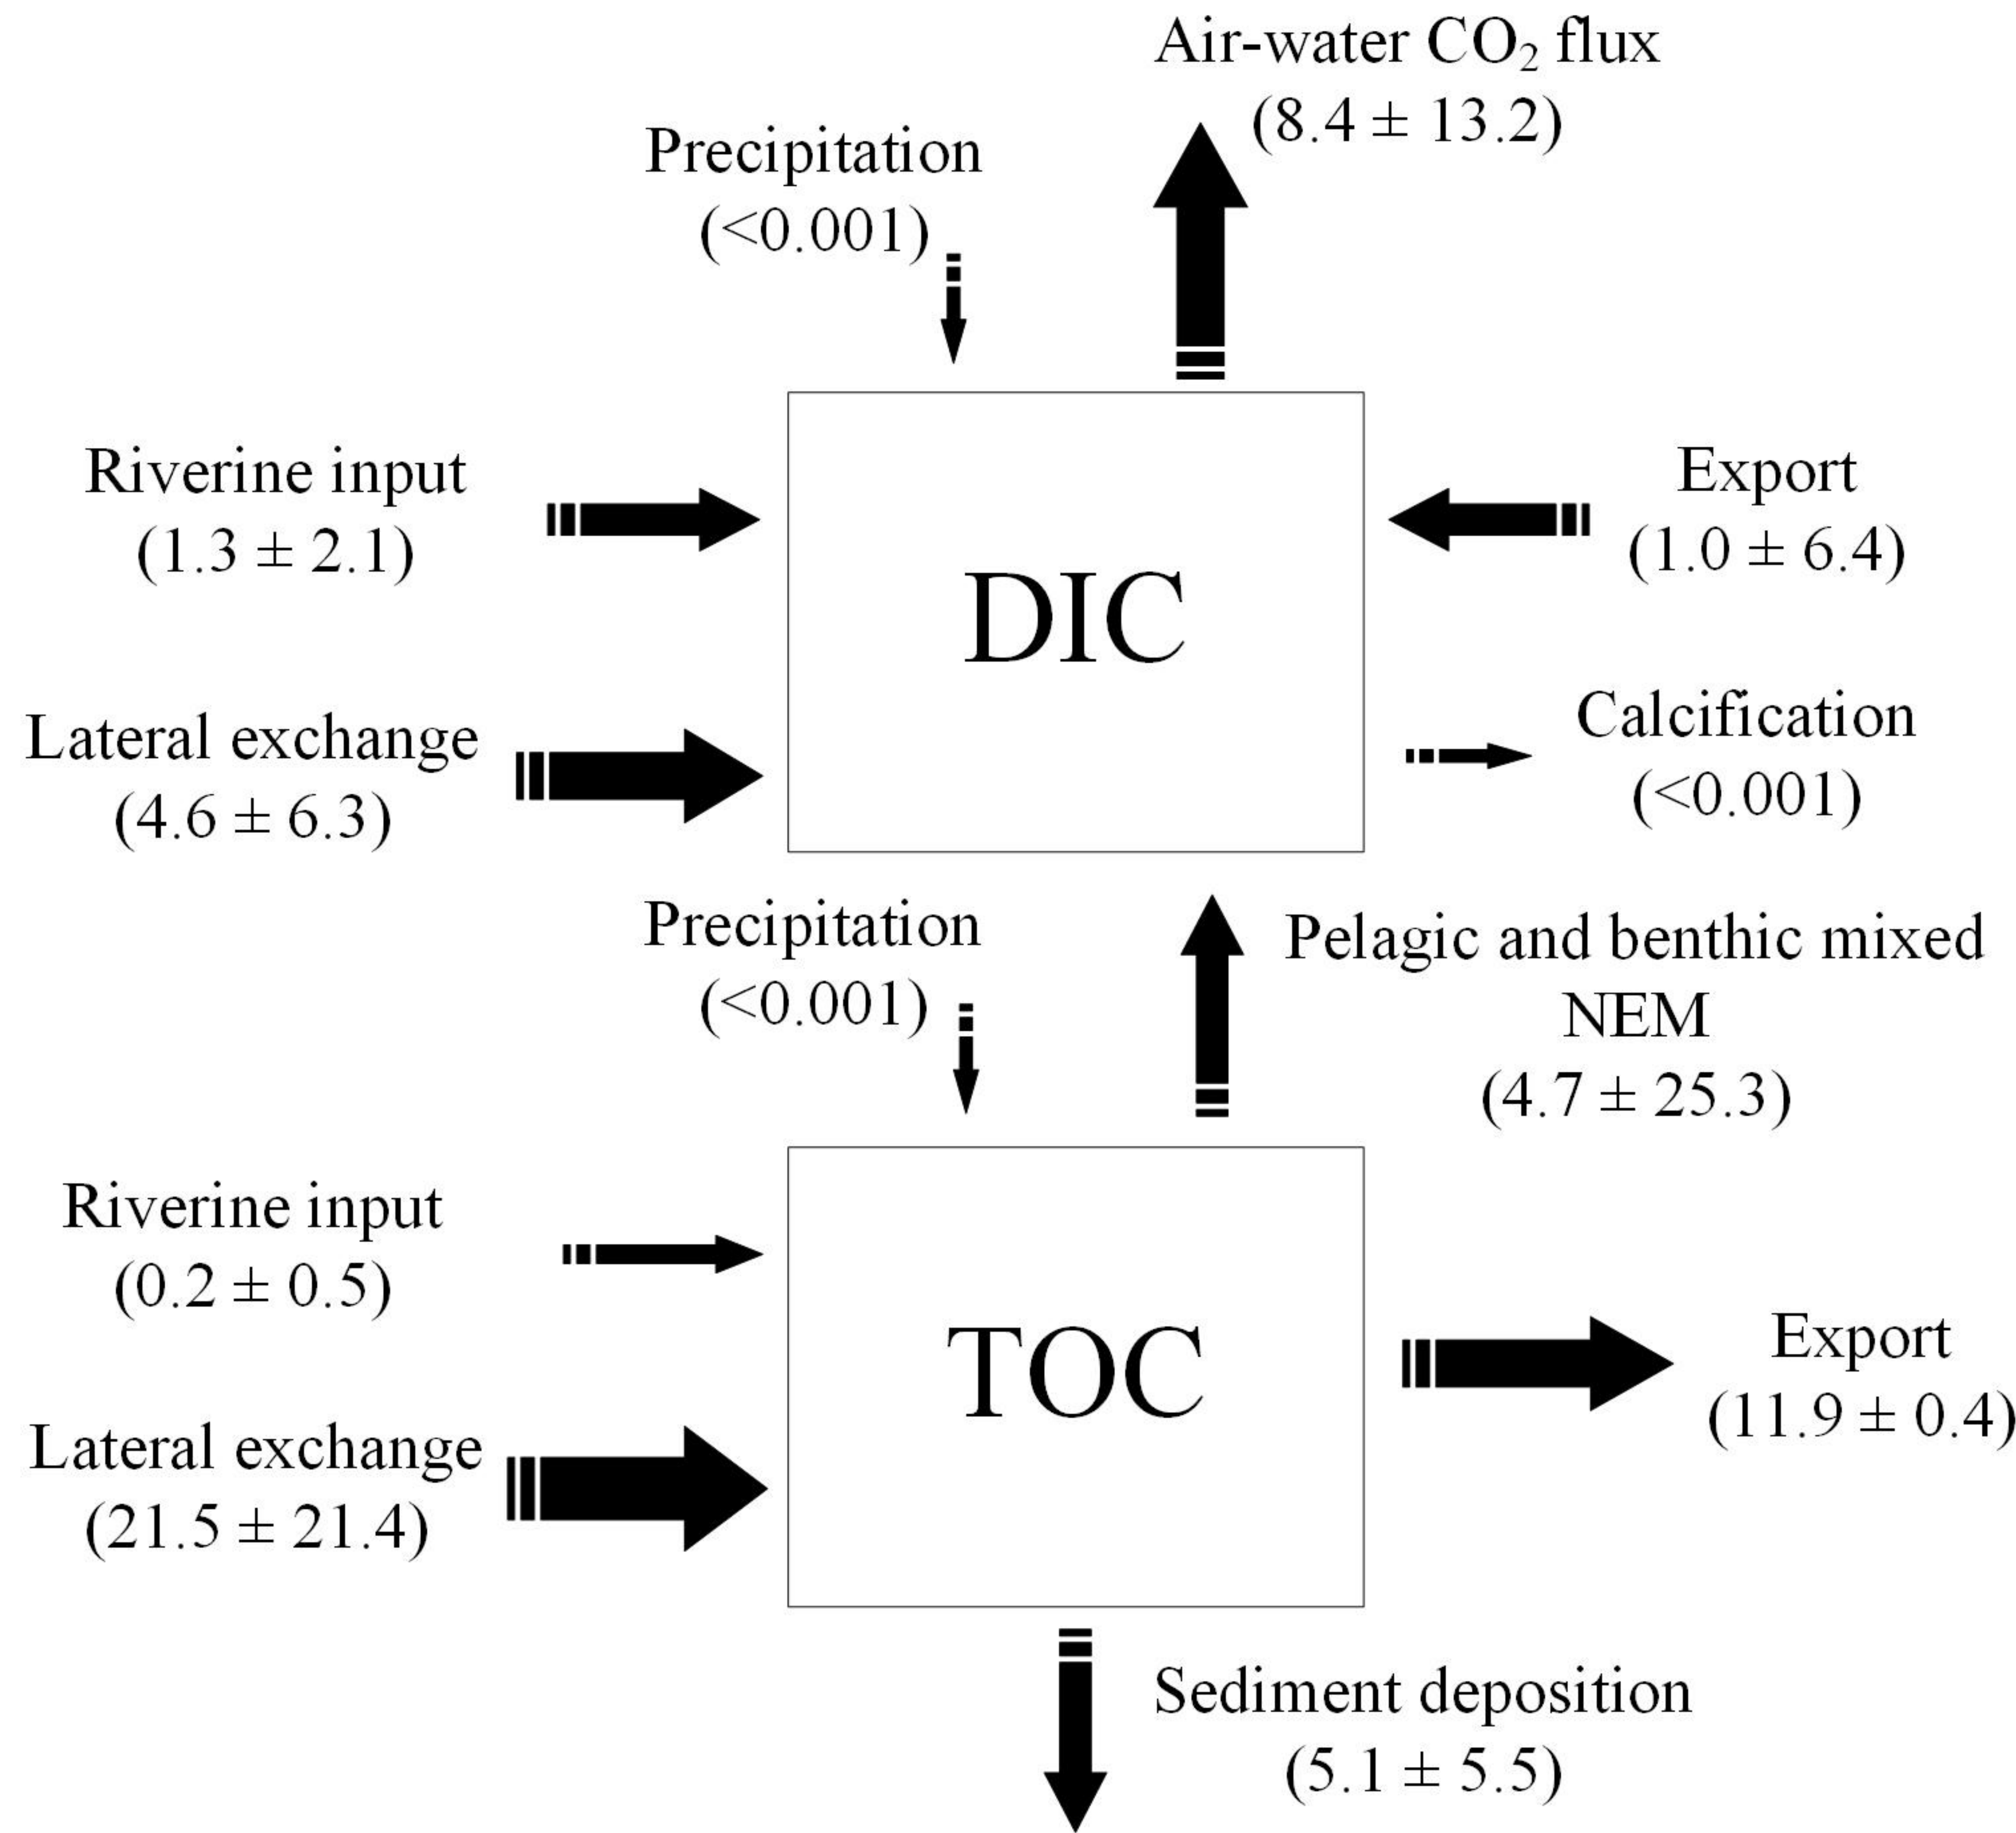 Air-water CO₂ flux
(8.4 ± 13.2)
Precipitation
(<0.001)
Riverine input
(1.3 ± 2.1)
Export
(1.0 ± 6.4)
DIC
Lateral exchange
(4.6 ± 6.3)
Calcification
(<0.001)
Precipitation
(<0.001)
Pelagic and benthic mixed
NEM
(4.7 ± 25.3)
Riverine input
(0.2 ± 0.5)
TOC
Export
(11.9 ± 0.4)
Lateral exchange
(21.5 ± 21.4)
Sediment deposition
(5.1 ± 5.5)